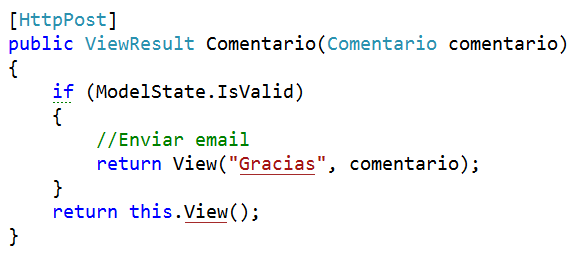 [HttpPost]
public ViewResult Comentario(Comentario comentario)
{
    if (ModelState.IsValid)
    {
        //Enviar email
        return View("Gracias", comentario);
    }
    return this.View();
}